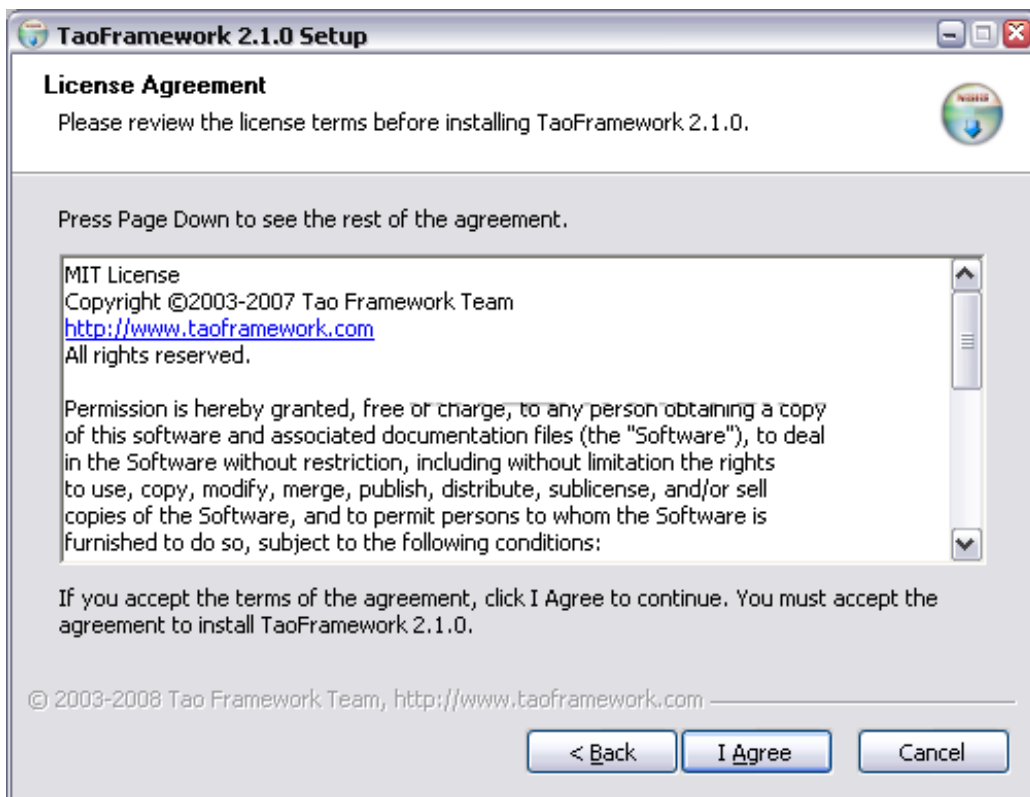 TaoFramework 2.1.0 Setup
License Agreement
Please review the license terms before installing TaoFramework 2.1.0.
Press Page Down to see the rest of the agreement.
MIT License
Copyright ©2003-2007 Tao Framework Team
http://www.taoframework.com
All rights reserved.
Permission is hereby granted, free of charge, to any person obtaining a copy
of this software and associated documentation files (the "Software"), to deal
in the Software without restriction, including without limitation the rights
to use, copy, modify, merge, publish, distribute, sublicense, and/or sell
copies of the Software, and to permit persons to whom the Software is
furnished to do so, subject to the following conditions:
If you accept the terms of the agreement, click I Agree to continue. You must accept the
agreement to install TaoFramework 2.1.0.
© 2003-2008 Tao Framework Team, http://www.taoframework.com
< Back I Agree Cancel